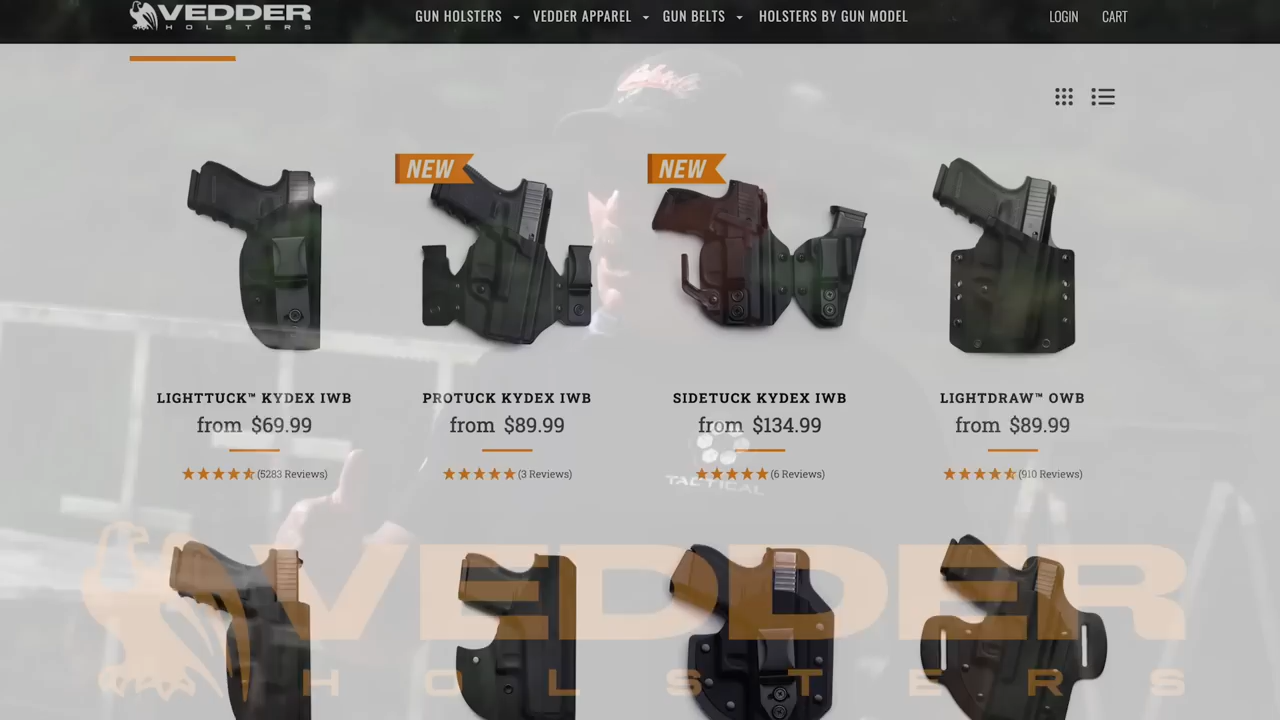 VEDDER
HOLSTERS
GUN HOLSTERS
VEDDER APPAREL
GUN BELTS
HOLSTERS BY GUN MODEL
LOGIN
CART
NEW
NEW
LIGHTTUCK™ KYDEX IWB
PROTUCK KYDEX IWB
SIDETUCK KYDEX IWB
LIGHTDRAW™ OWB
from $69.99
from $89.99
from $134.99
from $89.99
(5283 Reviews)
(3 Reviews)
(6 Reviews)
(910 Reviews)
TACTICAL
VEDDER
HOLSTERS